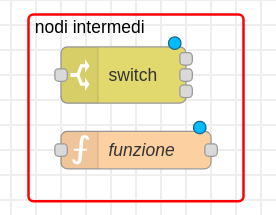 nodi intermedi
switch
funzione